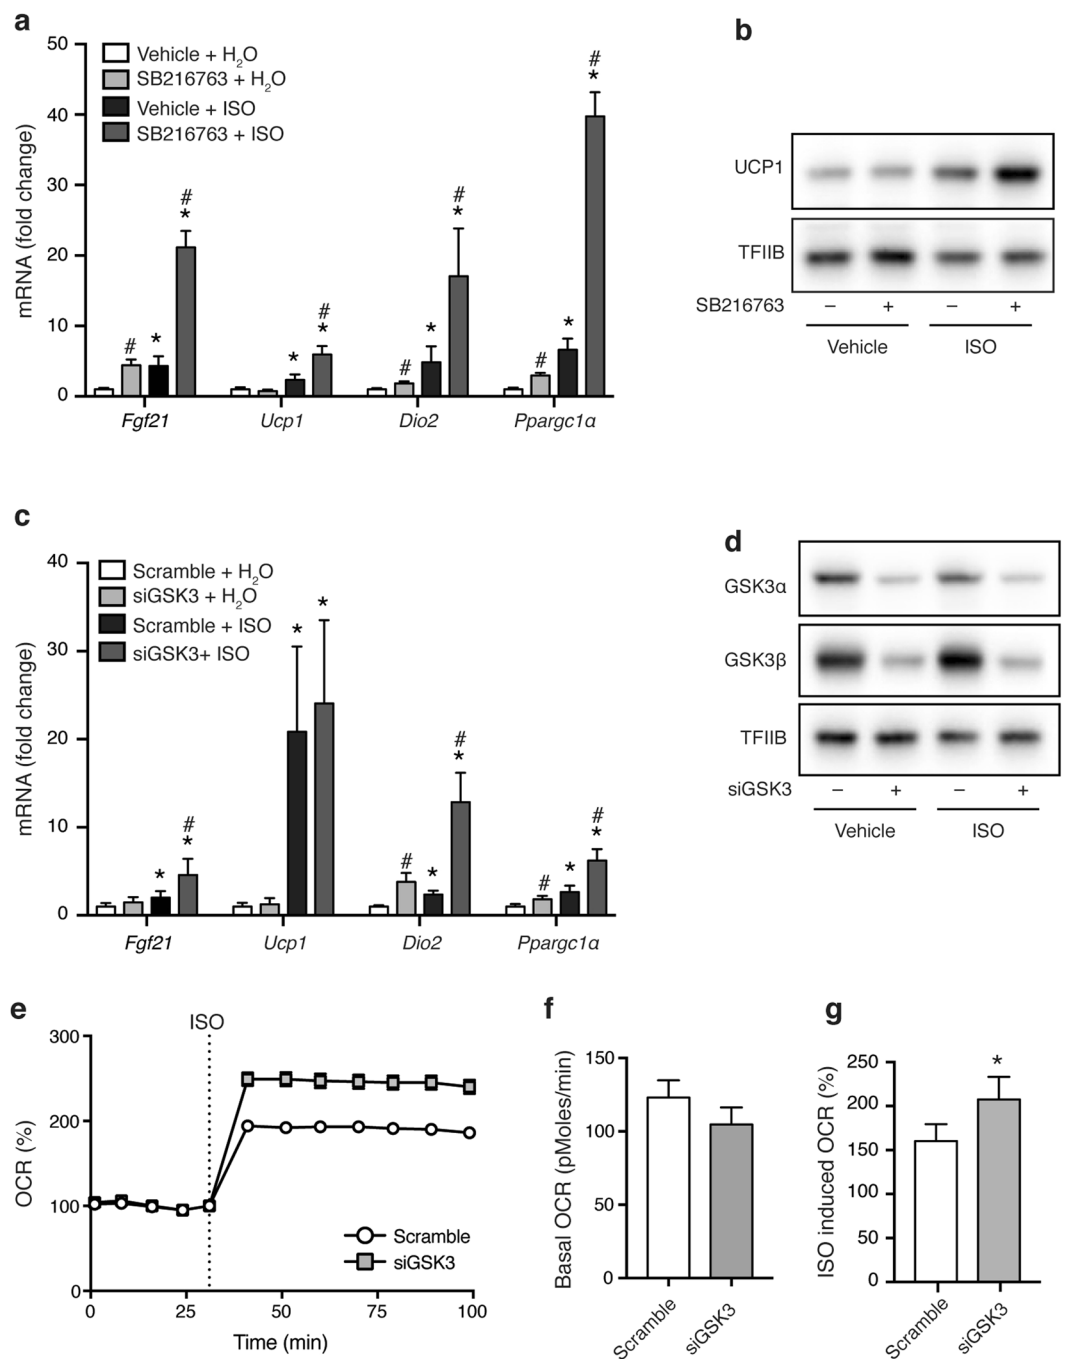 a
mRNA (fold change)
50
40
30
20
10
0
Vehicle + H2O
SB216763 + H2O
Vehicle + ISO
SB216763 + ISO
# * # * # * # * # * # * # *
Fgf21 Ucp1 Dio2 Ppargc1α
b
UCP1
TFIIB
SB216763 – + – +
Vehicle ISO
c
mRNA (fold change)
40
30
20
10
0
Scramble + H2O
siGSK3 + H2O
Scramble + ISO
siGSK3+ ISO
* # * * * # * # * # * # *
Fgf21 Ucp1 Dio2 Ppargc1α
d
GSK3α
GSK3β
TFIIB
siGSK3 – + – +
Vehicle ISO
e
ISO
OCR (%)
300
200
100
0
Scramble
siGSK3
0 25 50 75 100
Time (min)
f
Basal OCR (pMoles/min)
150
100
50
0
Scramble siGSK3
g
ISO induced OCR (%)
250
200
150
100
50
0
*
Scramble siGSK3